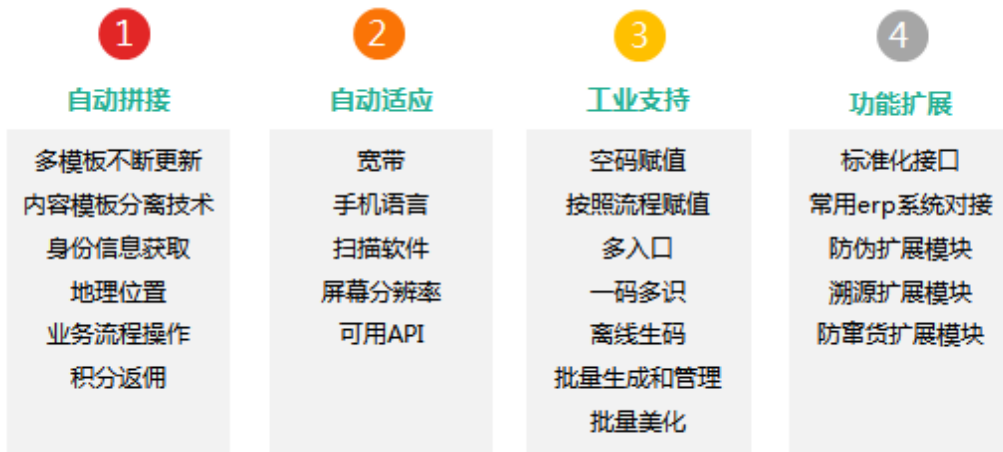 1
自动拼接
多模板不断更新
内容模板分离技术
身份信息获取
地理位置
业务流程操作
积分返佣
2
自动适应
宽带
手机语言
扫描软件
屏幕分辨率
可用API
3
工业支持
空码赋值
按照流程赋值
多入口
一码多识
离线生码
批量生成和管理
批量美化
4
功能扩展
标准化接口
常用erp系统对接
防伪扩展模块
溯源扩展模块
防窜货扩展模块